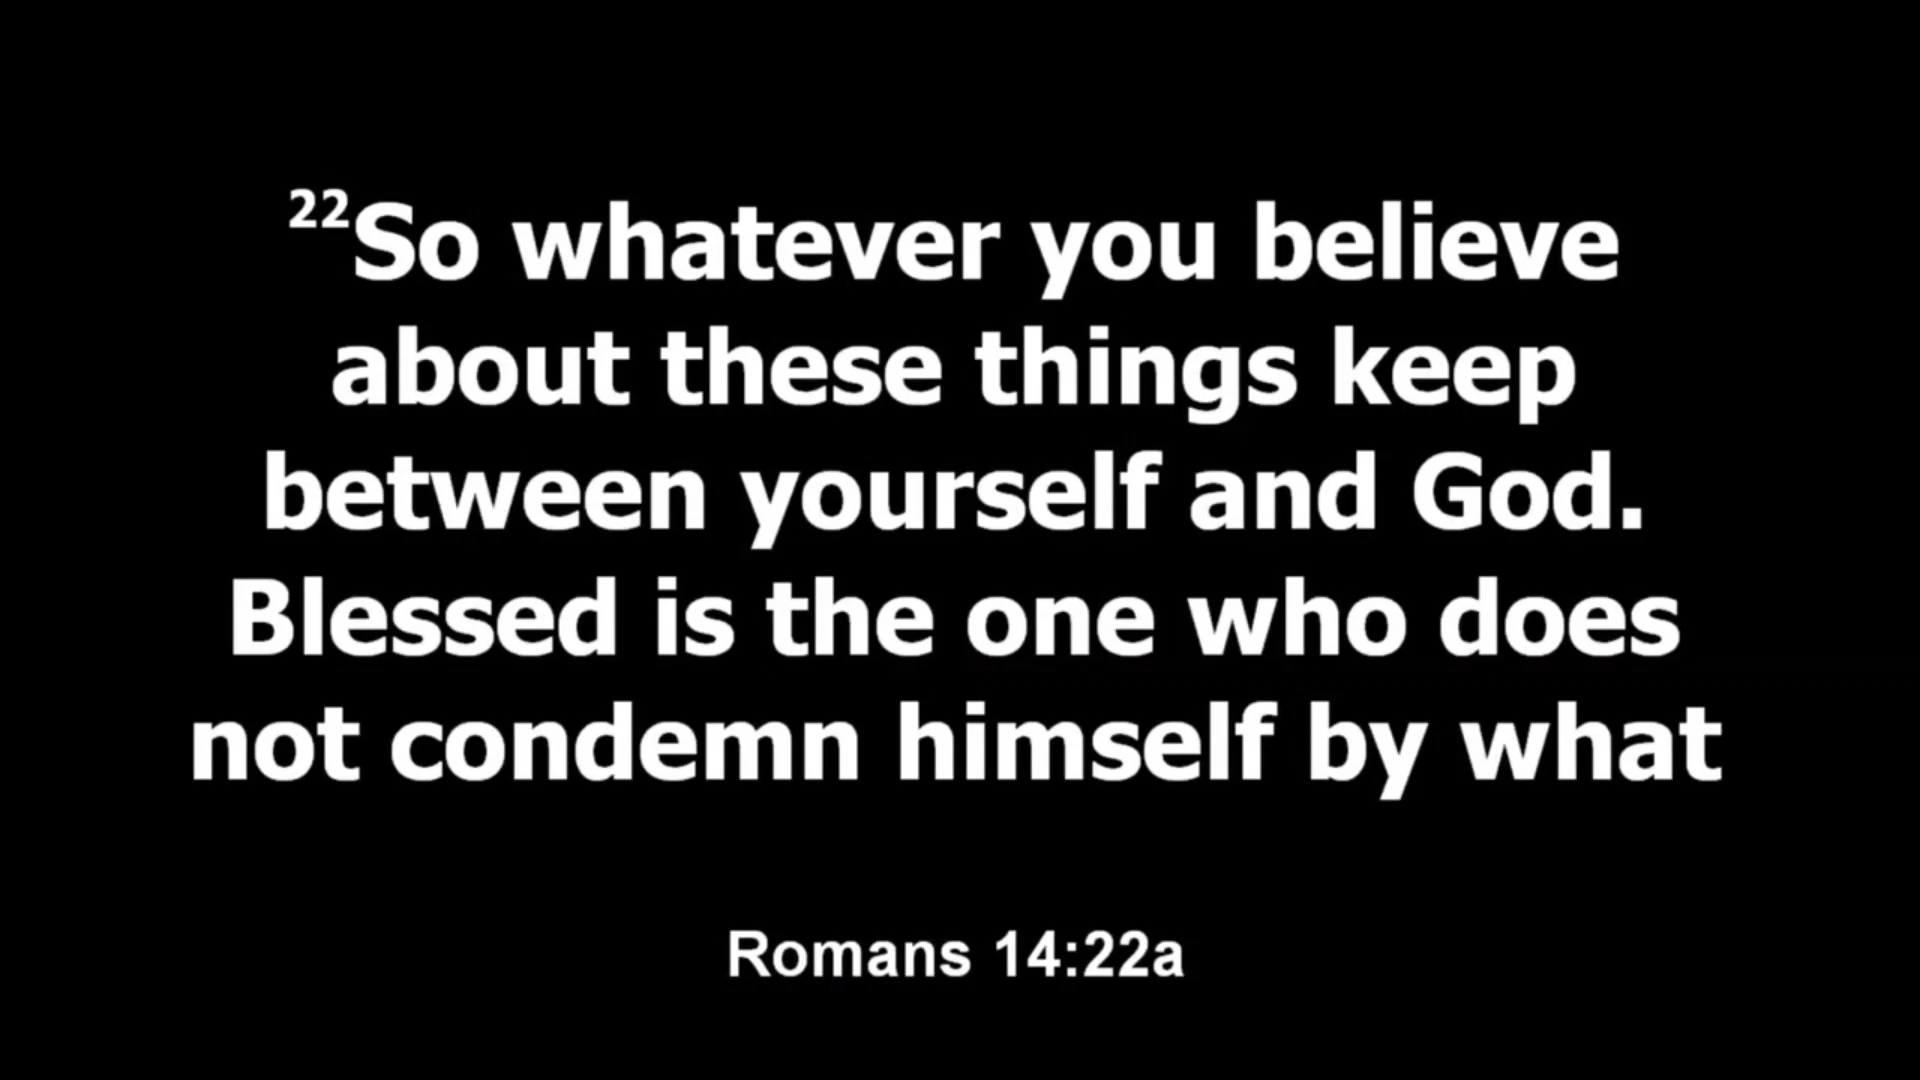 ²²So whatever you believe
about these things keep
between yourself and God.
Blessed is the one who does
not condemn himself by what
Romans 14:22a